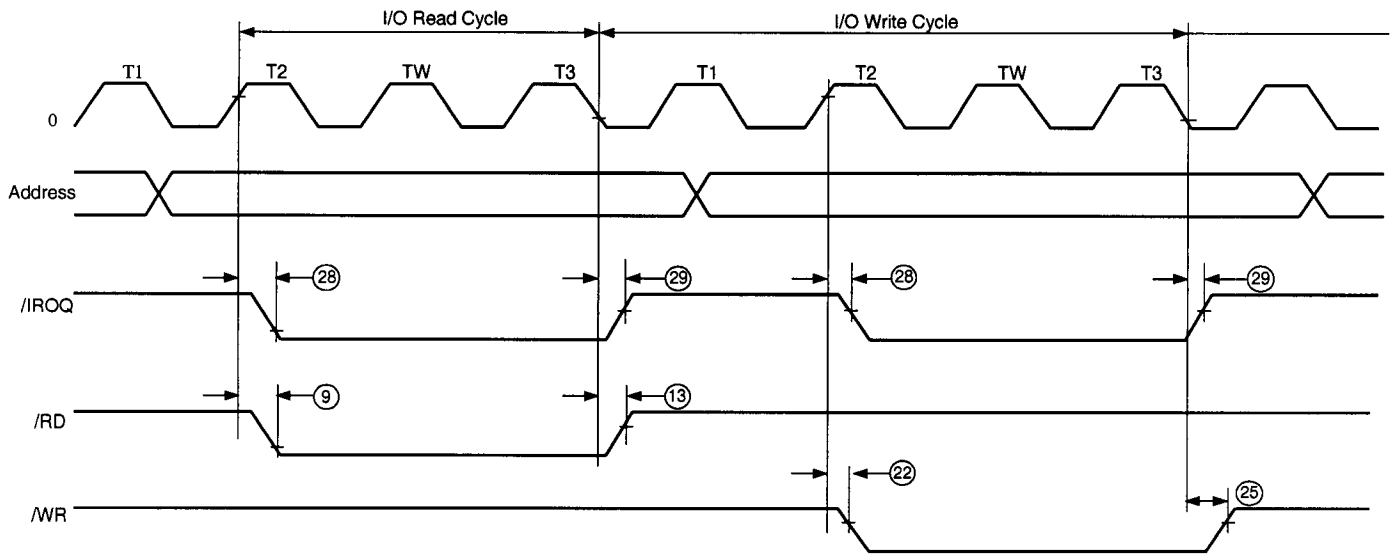 I/O Read Cycle
I/O Write Cycle
T1 T2 TW T3 T1 T2 TW T3
0
Address
28 29 28 29
/IROQ
9 13
/RD
22 25
/WR